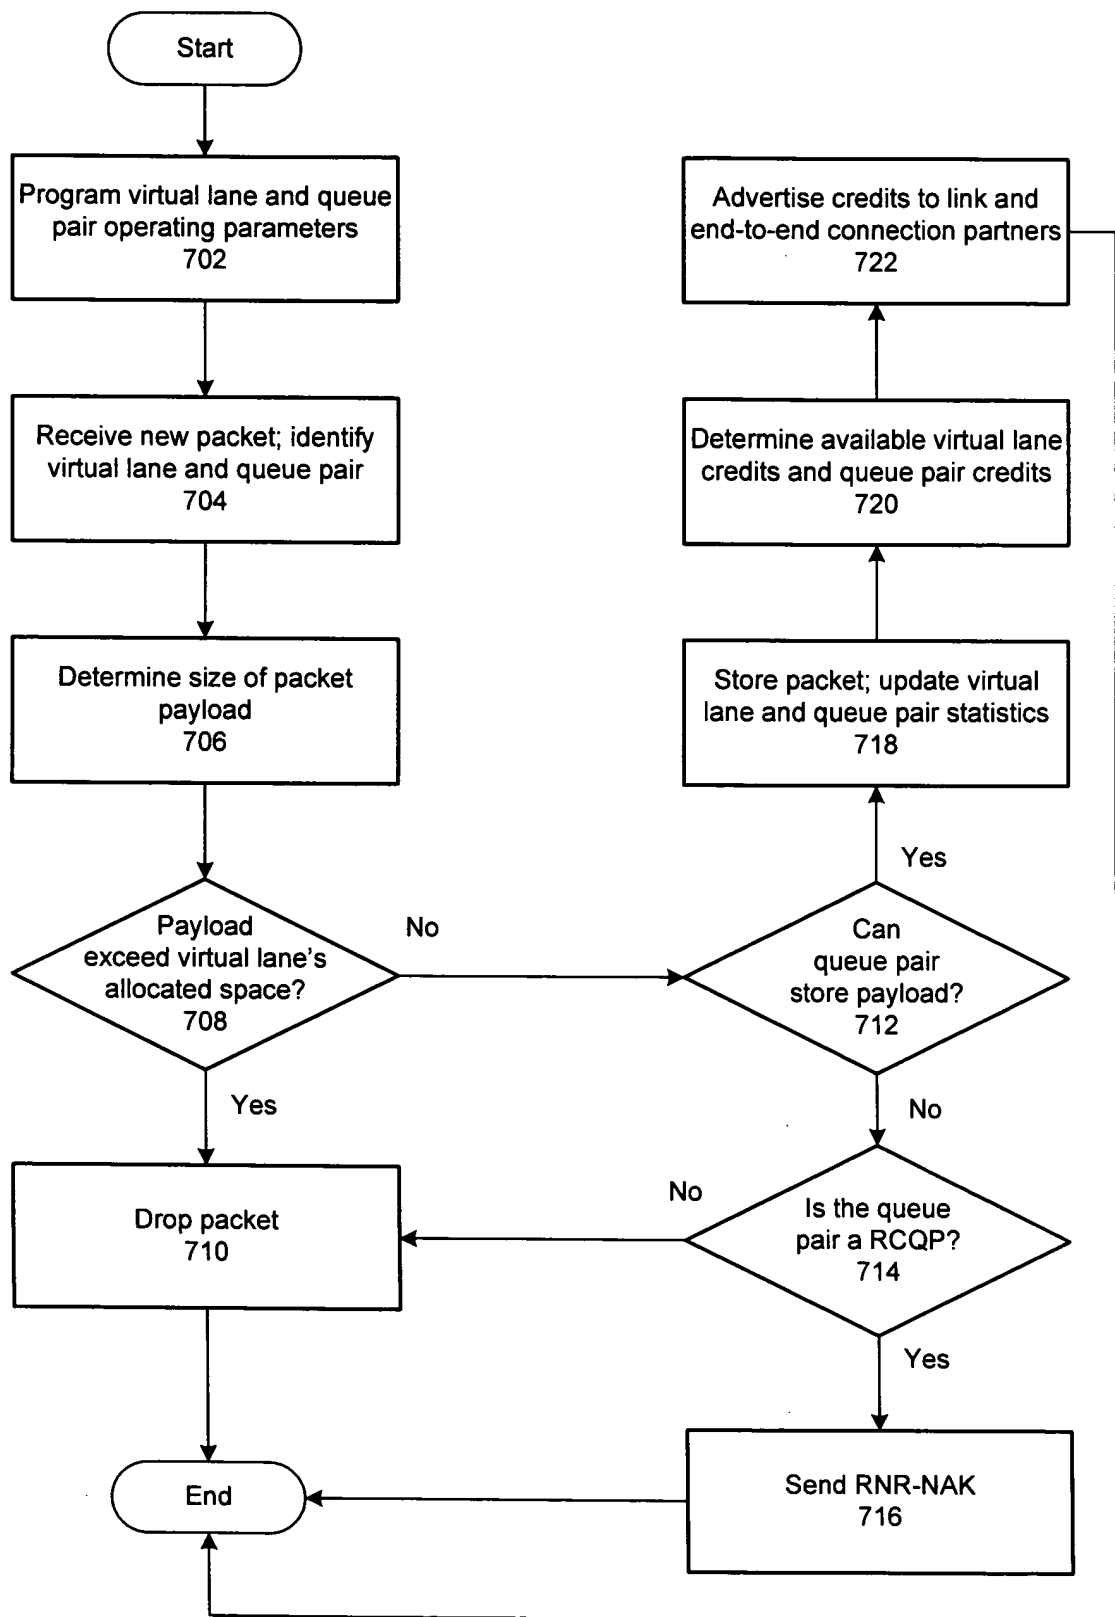 Start
Program virtual lane and queue
pair operating parameters
702
Receive new packet; identify
virtual lane and queue pair
704
Determine size of packet
payload
706
Payload
exceed virtual lane's
allocated space?
708
No
Yes
Drop packet
710
End
Advertise credits to link and
end-to-end connection partners
722
Determine available virtual lane
credits and queue pair credits
720
Store packet; update virtual
lane and queue pair statistics
718
Yes
Can
queue pair
store payload?
712
No
No
Is the queue
pair a RCQP?
714
Yes
Send RNR-NAK
716